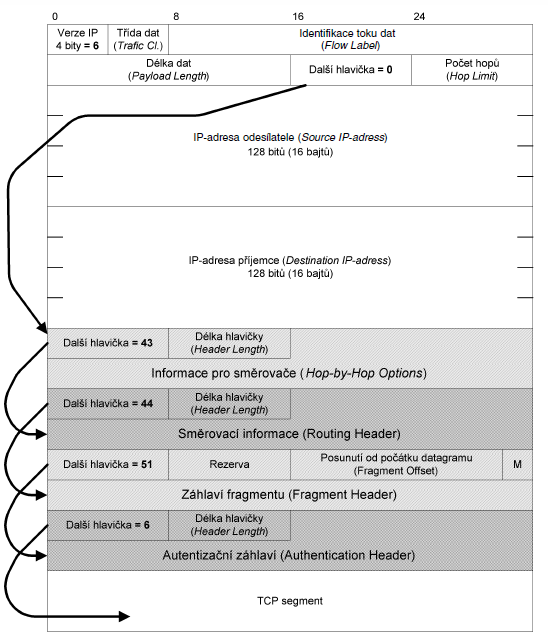 0 8 16 24
Verze IP Třída dat Identifikace toku dat
4 bity = 6 (Trafic Cl.) (Flow Label)
Délka dat Další hlavička = 0 Počet hopů
(Payload Length) (Hop Limit)
IP-adresa odesílatele (Source IP-adress)
128 bitů (16 bajtů)
IP-adresa příjemce (Destination IP-adress)
128 bitů (16 bajtů)
Další hlavička = 43 Délka hlavičky
(Header Length)
Informace pro směrovače (Hop-by-Hop Options)
Další hlavička = 44 Délka hlavičky
(Header Length)
Směrovací informace (Routing Header)
Další hlavička = 51 Rezerva Posunutí od počátku datagramu M
(Fragment Offset)
Záhlaví fragmentu (Fragment Header)
Další hlavička = 6 Délka hlavičky
(Header Length)
Autentizační záhlaví (Authentication Header)
TCP segment